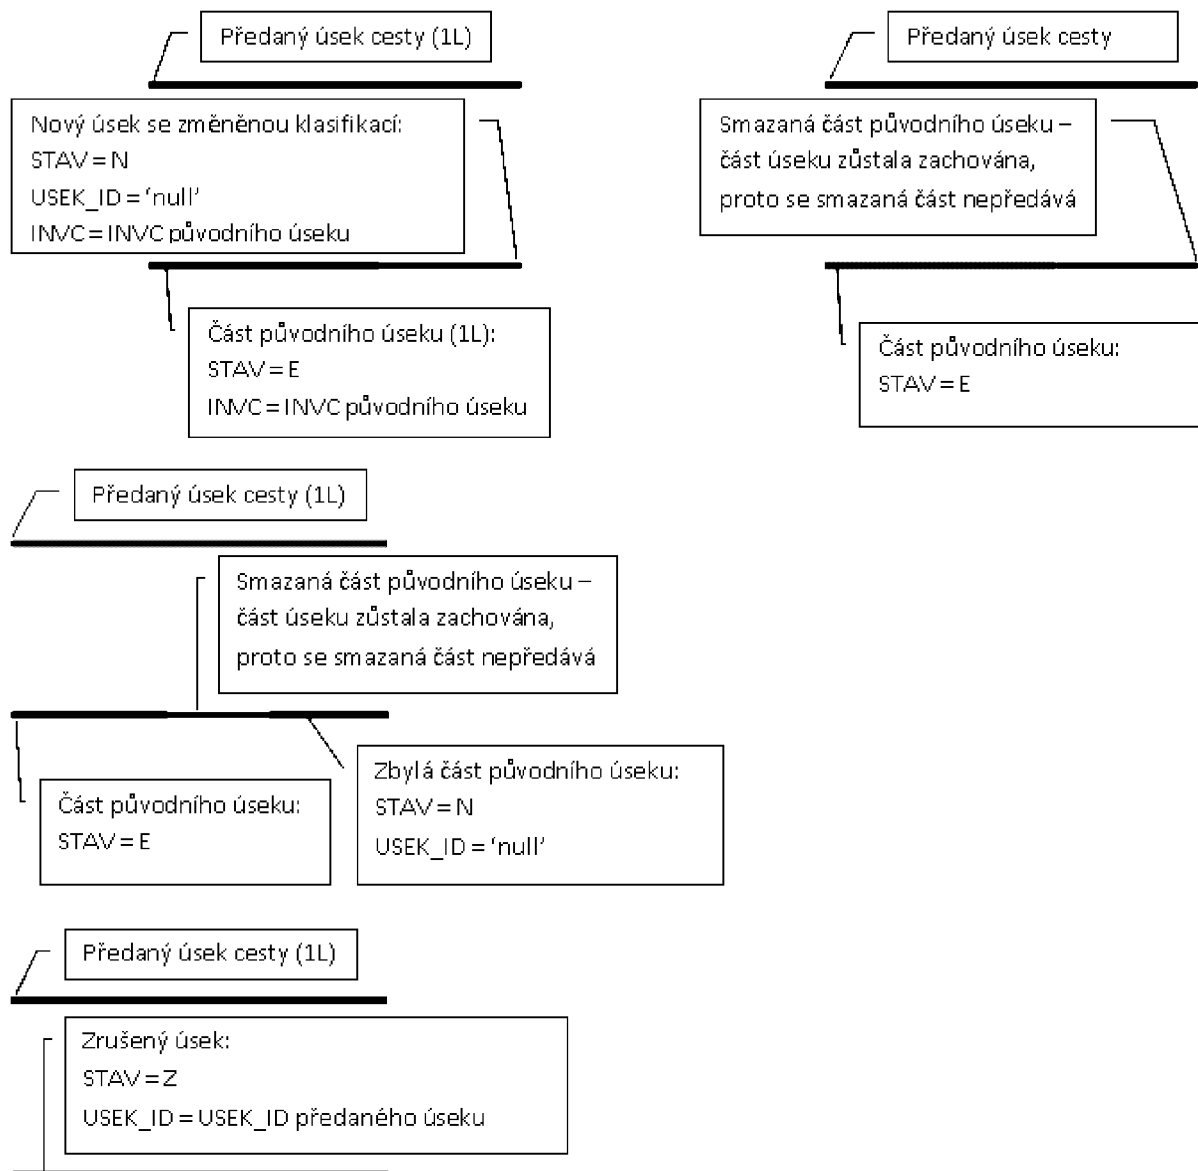 Předaný úsek cesty (1L)
Nový úsek se změněnou klasifikací:
STAV = N
USEK_ID = ‘null’
INVC = INVC původního úseku
Část původního úseku (1L):
STAV = E
INVC = INVC původního úseku
Předaný úsek cesty
Smazaná část původního úseku –
část úseku zůstala zachována,
proto se smazaná část nepředává
Část původního úseku:
STAV = E
Předaný úsek cesty (1L)
Smazaná část původního úseku –
část úseku zůstala zachována,
proto se smazaná část nepředává
Část původního úseku:
STAV = E
Zbylá část původního úseku:
STAV = N
USEK_ID = ‘null’
Předaný úsek cesty (1L)
Zrušený úsek:
STAV = Z
USEK_ID = USEK_ID předaného úseku